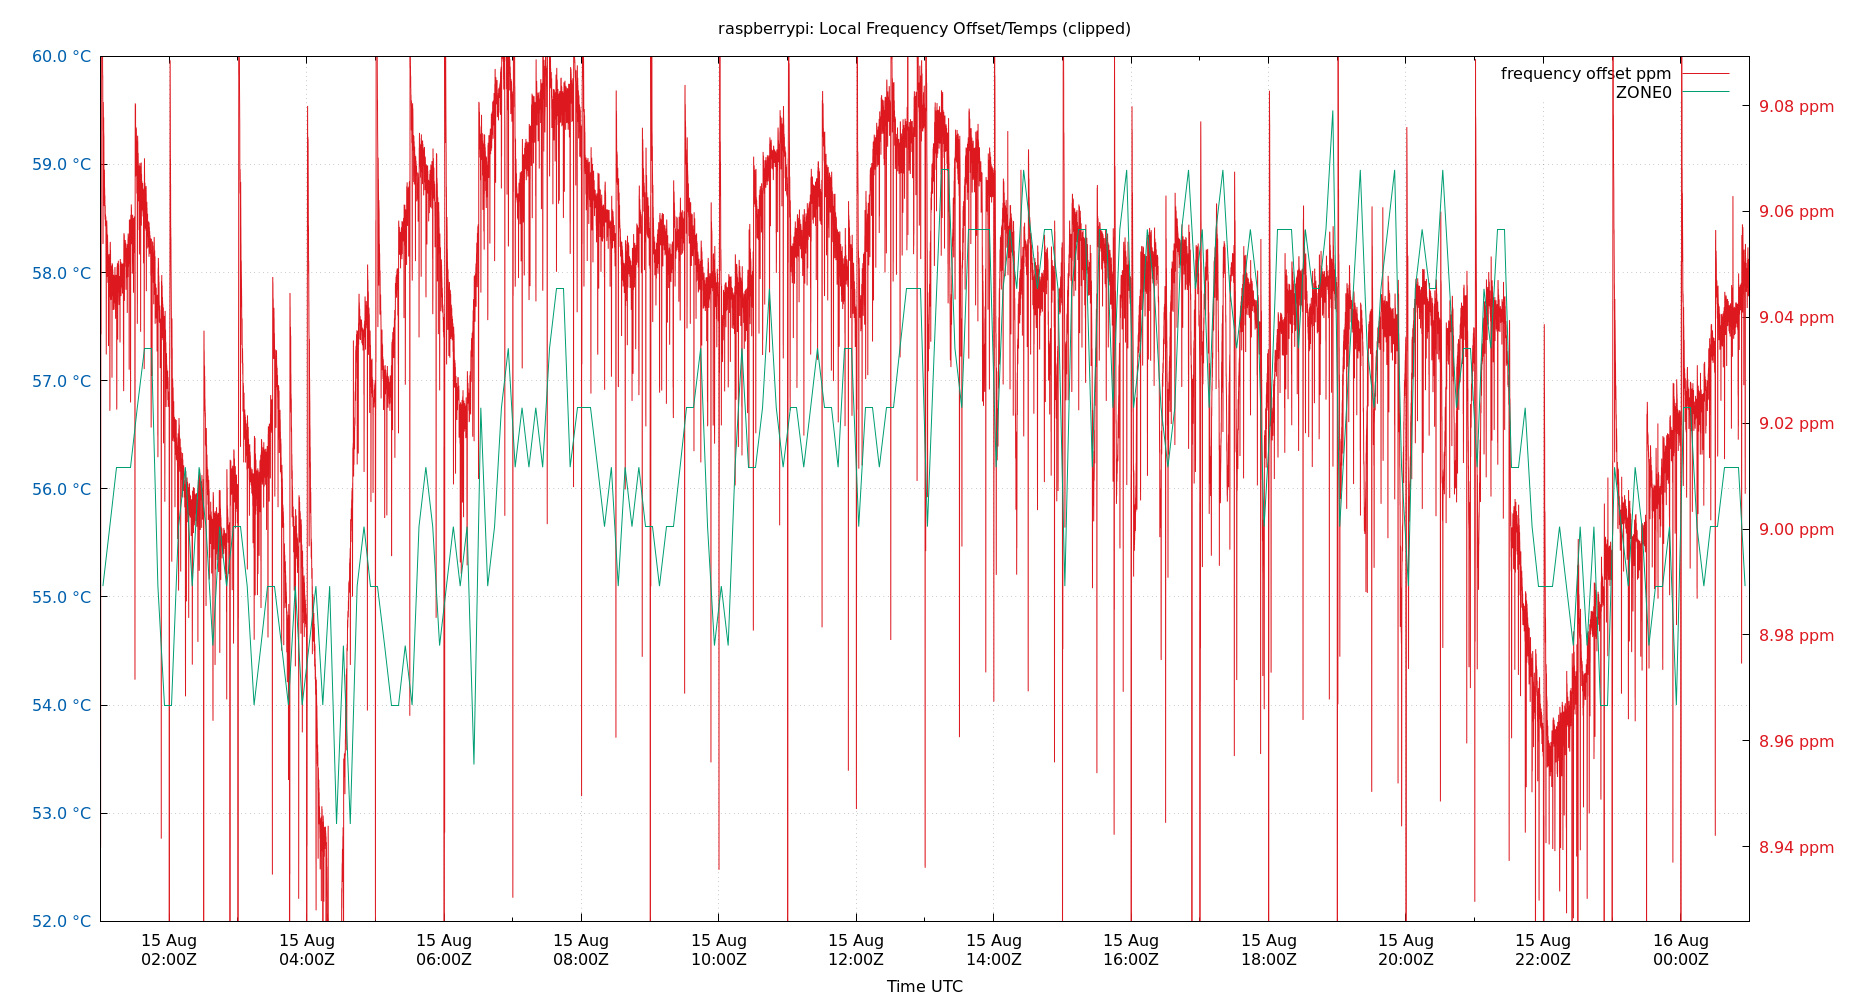 raspberrypi: Local Frequency Offset/Temps (clipped)
60.0 °C
59.0 °C
58.0 °C
57.0 °C
56.0 °C
55.0 °C
54.0 °C
53.0 °C
52.0 °C
frequency offset ppm
ZONE0
9.08 ppm
9.06 ppm
9.04 ppm
9.02 ppm
9.00 ppm
8.98 ppm
8.96 ppm
8.94 ppm
15 Aug 15 Aug 15 Aug 15 Aug 15 Aug 15 Aug 15 Aug 15 Aug 15 Aug 15 Aug 15 Aug 16 Aug
02:00Z 04:00Z 06:00Z 08:00Z 10:00Z 12:00Z 14:00Z 16:00Z 18:00Z 20:00Z 22:00Z 00:00Z
Time UTC